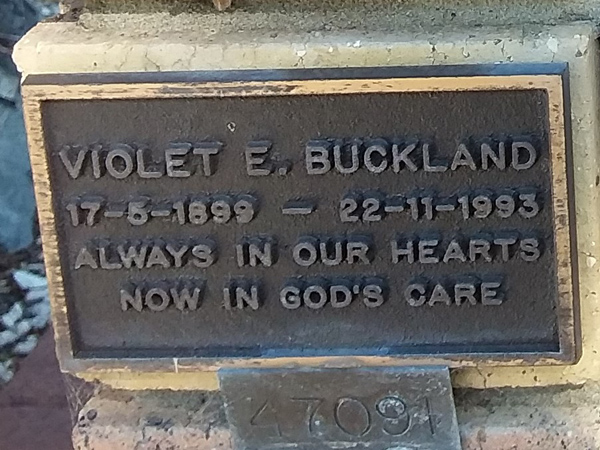 VIOLET E. BUCKLAND
17-5-1899 — 22-11-1993
ALWAYS IN OUR HEARTS
NOW IN GOD'S CARE
47091